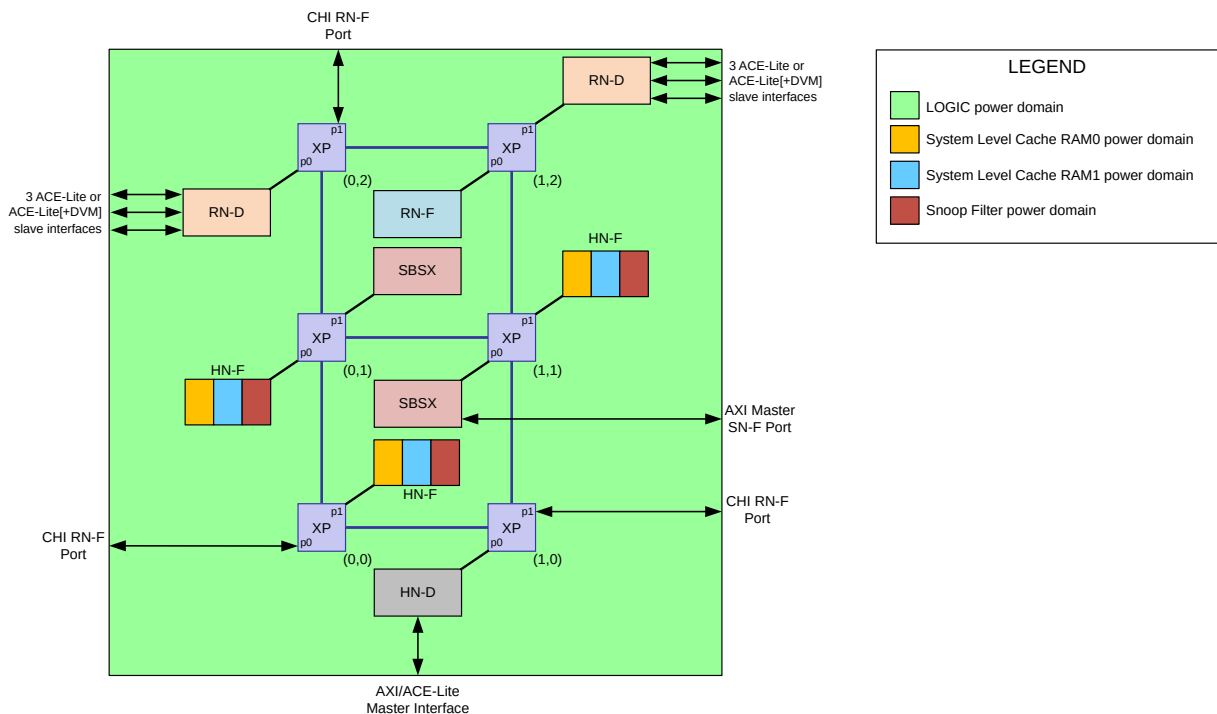 CHI RN-F
Port
RN-D
3 ACE-Lite or
ACE-Lite[+DVM]
slave interfaces
p1
XP
p0
(0,2)
p1
XP
p0
(1,2)
3 ACE-Lite or
ACE-Lite[+DVM]
slave interfaces
RN-D
RN-F
HN-F
SBSX
p1
XP
p0
(0,1)
p1
XP
p0
(1,1)
HN-F
SBSX
AXI Master
SN-F Port
HN-F
p1
XP
p0
(0,0)
p1
XP
p0
(1,0)
CHI RN-F
Port
CHI RN-F
Port
HN-D
AXI/ACE-Lite
Master Interface
LEGEND
LOGIC power domain
System Level Cache RAM0 power domain
System Level Cache RAM1 power domain
Snoop Filter power domain